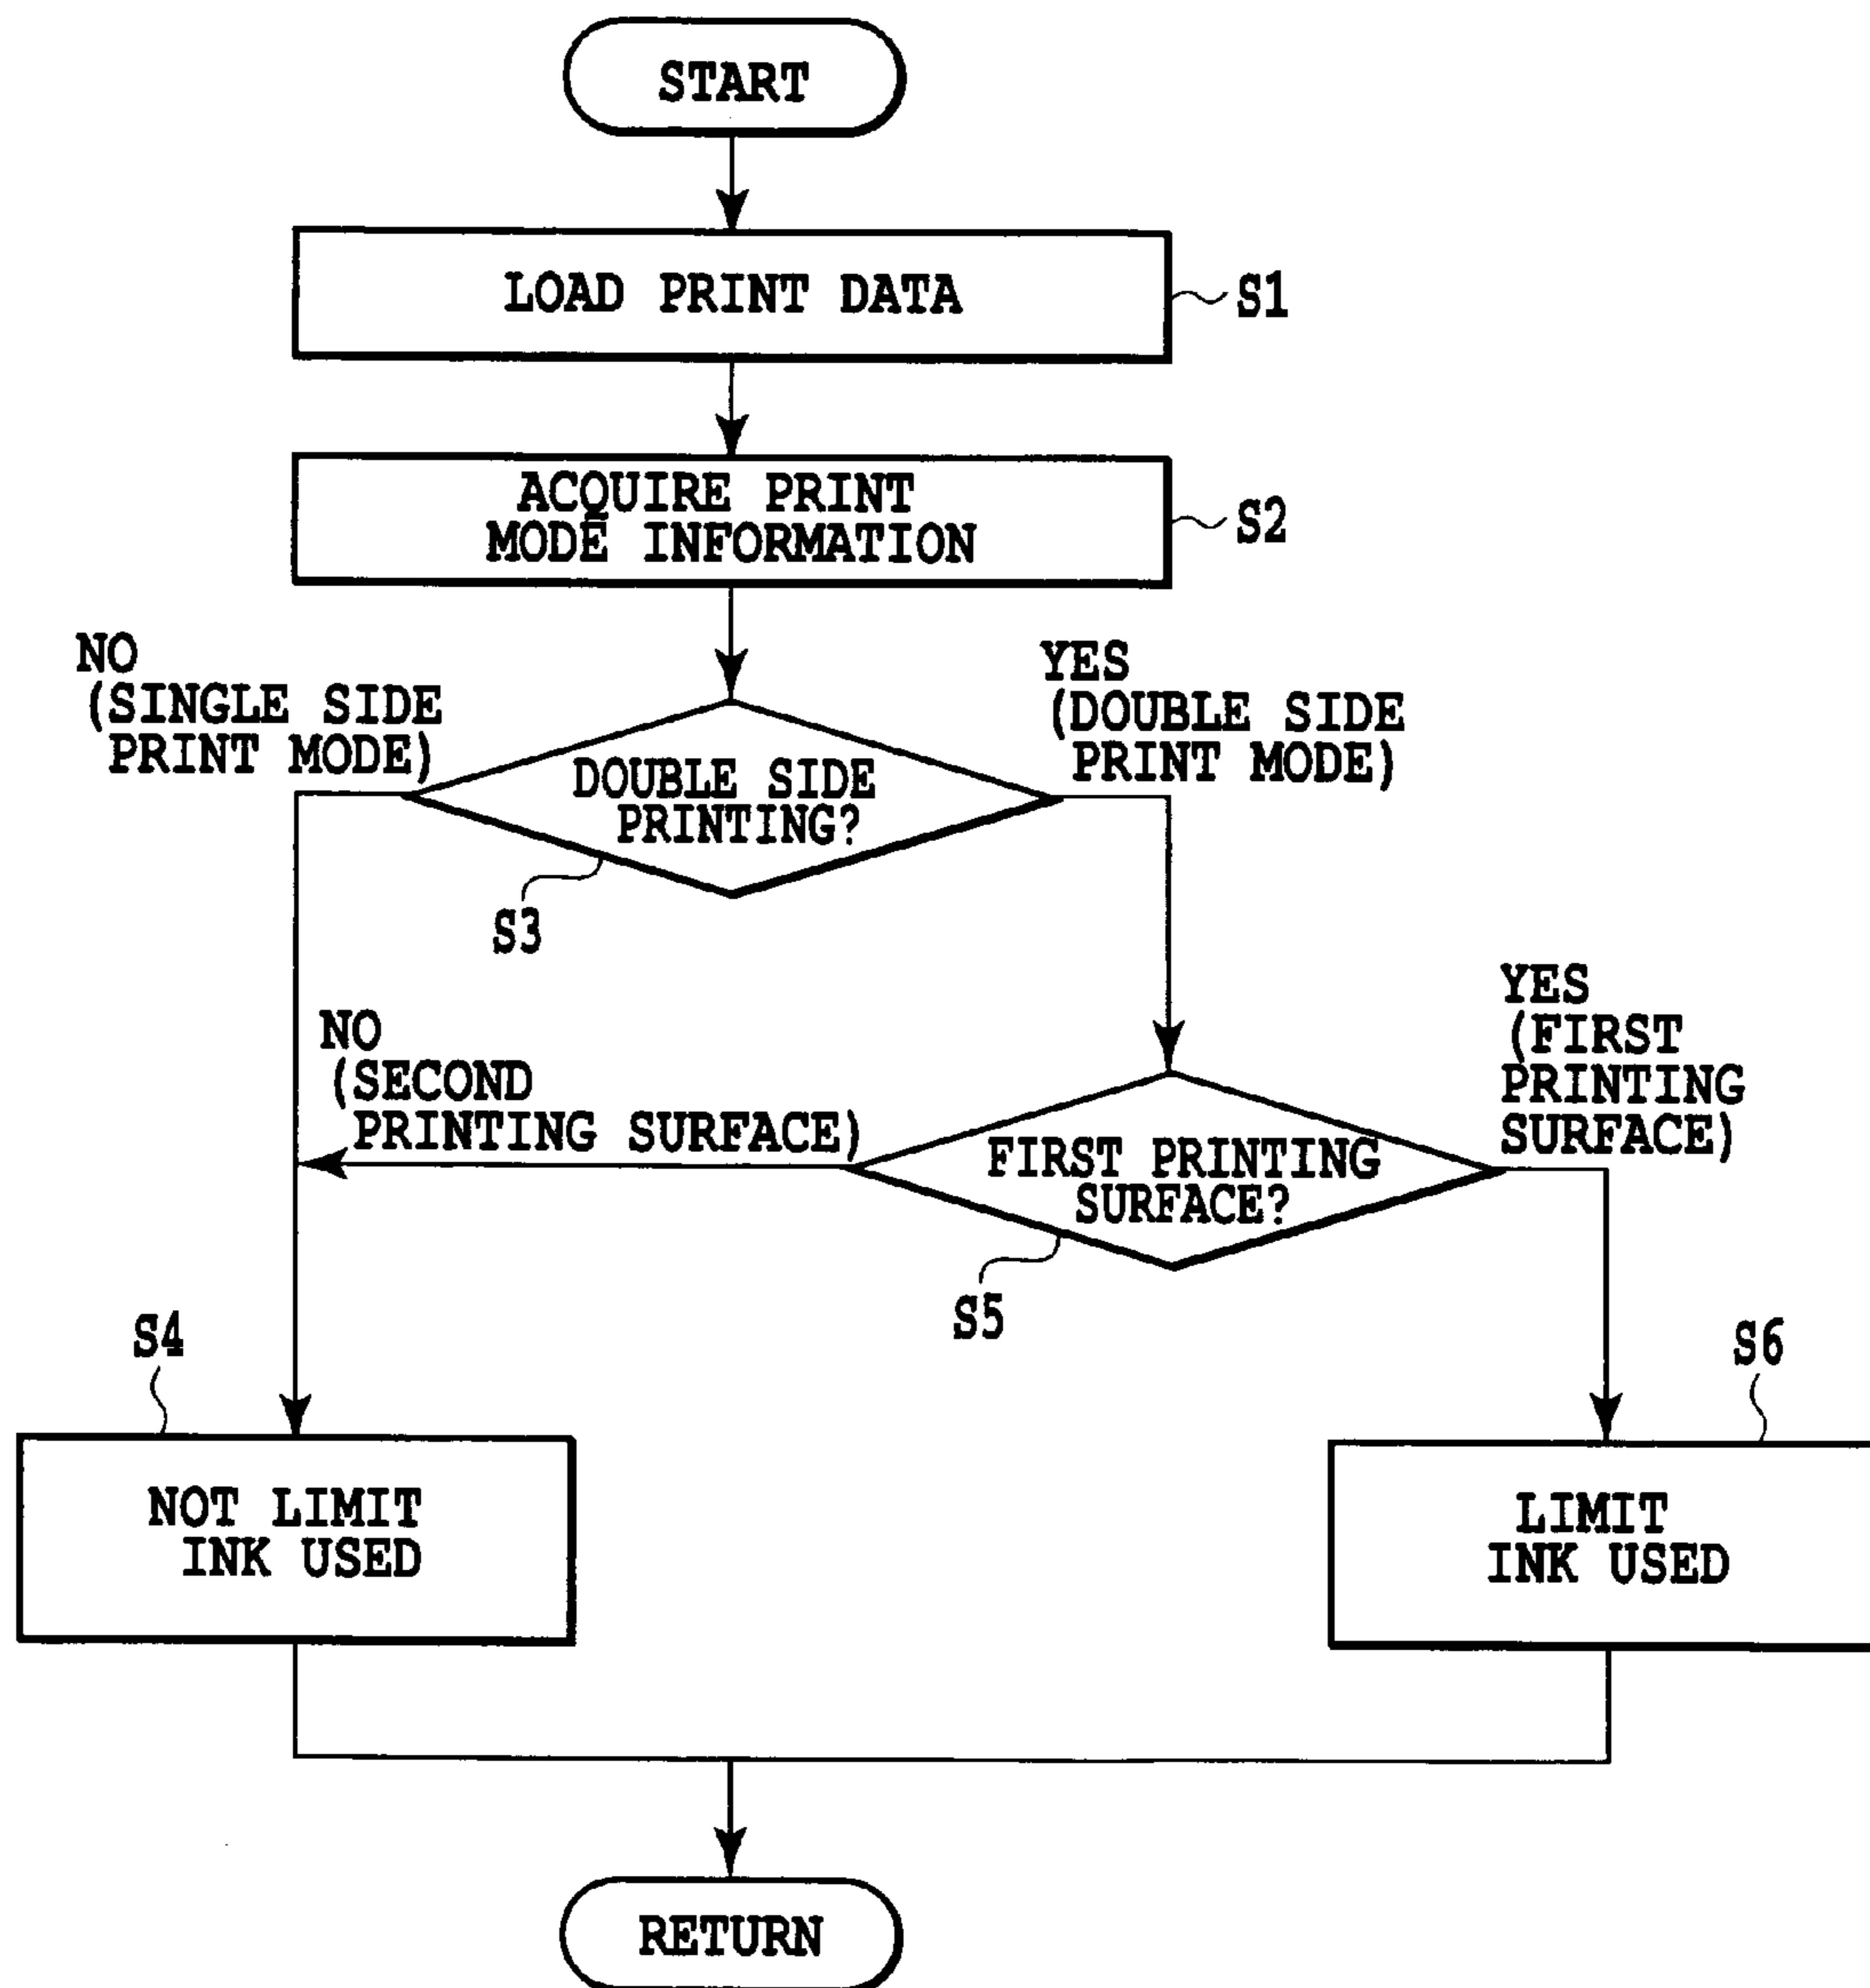 START
LOAD PRINT DATA
S1
ACQUIRE PRINT
MODE INFORMATION
S2
NO
(SINGLE SIDE
PRINT MODE)
YES
(DOUBLE SIDE
PRINT MODE)
DOUBLE SIDE
PRINTING?
S3
NO
(SECOND
PRINTING SURFACE)
YES
(FIRST
PRINTING
SURFACE)
FIRST PRINTING
SURFACE?
S5
S4
S6
NOT LIMIT
INK USED
LIMIT
INK USED
RETURN